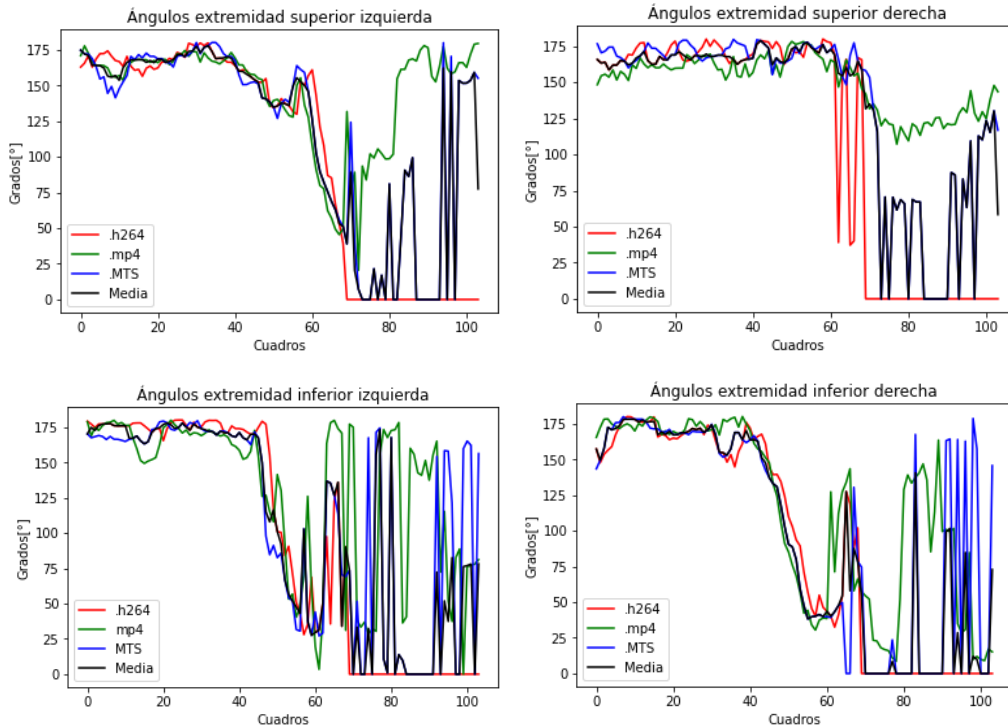 Ángulos extremidad superior izquierda
175
150
125
100
75
50
25
0
Grados[°]
.h264
.mp4
.MTS
Media
0 20 40 60 80 100
Cuadros
Ángulos extremidad superior derecha
175
150
125
100
75
50
25
0
Grados[°]
.h264
.mp4
.MTS
Media
0 20 40 60 80 100
Cuadros
Ángulos extremidad inferior izquierda
175
150
125
100
75
50
25
0
Grados[°]
.h264
mp4
MTS
Media
0 20 40 60 80 100
Cuadros
Ángulos extremidad inferior derecha
175
150
125
100
75
50
25
0
Grados[°]
.h264
.mp4
.MTS
Media
0 20 40 60 80 100
Cuadros